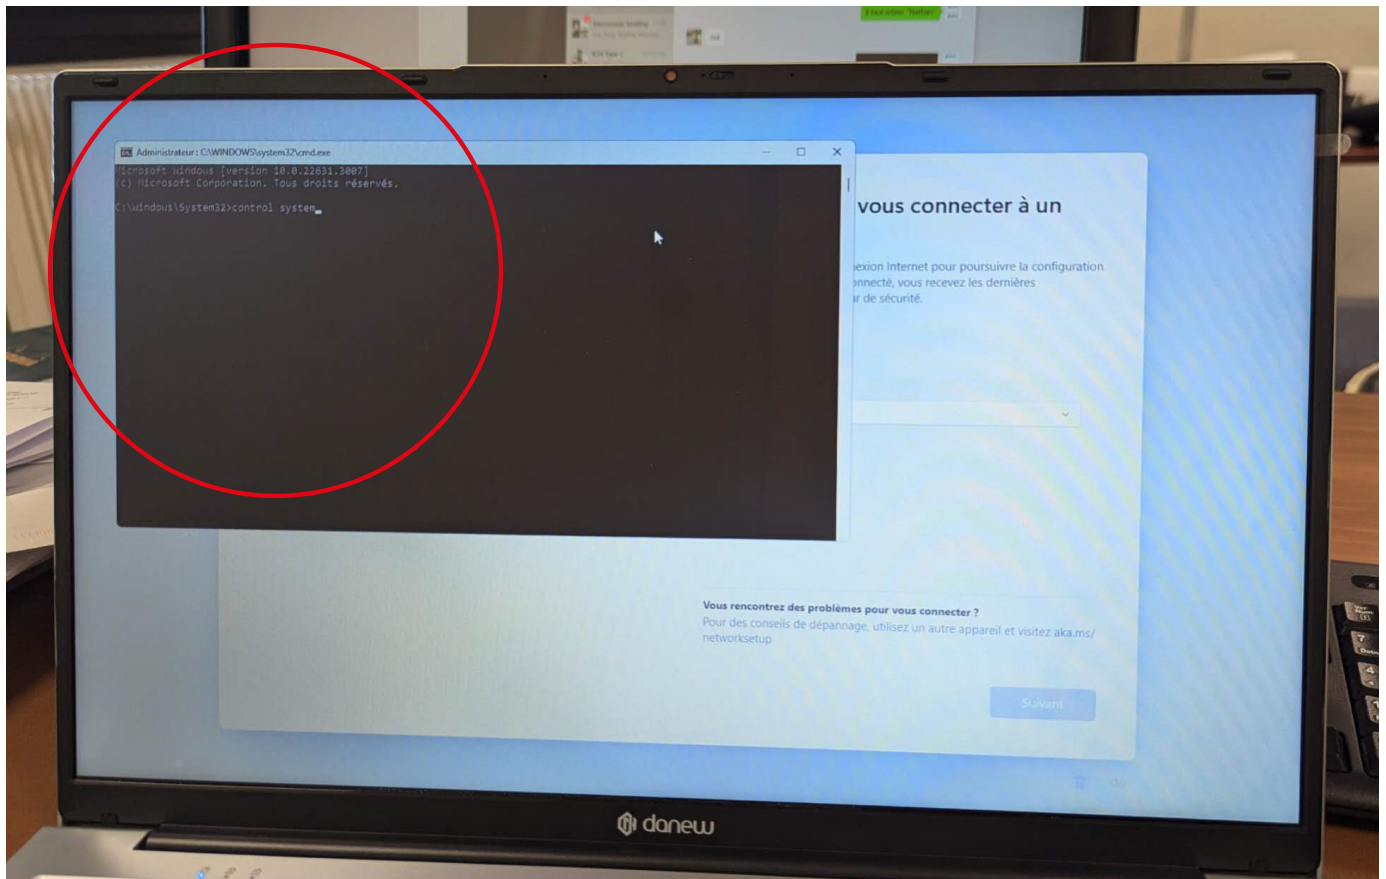 Administrateur : C:\WINDOWS\system32\cmd.exe
Microsoft Windows [version 10.0.22631.3007]
(c) Microsoft Corporation. Tous droits réservés.
C:\Windows\System32>control system
vous connecter à un
exion Internet pour poursuivre la configuration
onnecté, vous recevez les dernières
ur de sécurité.
Vous rencontrez des problèmes pour vous connecter ?
Pour des conseils de dépannage, utilisez un autre appareil et visitez aka.ms/
networksetup
Suivant
danew